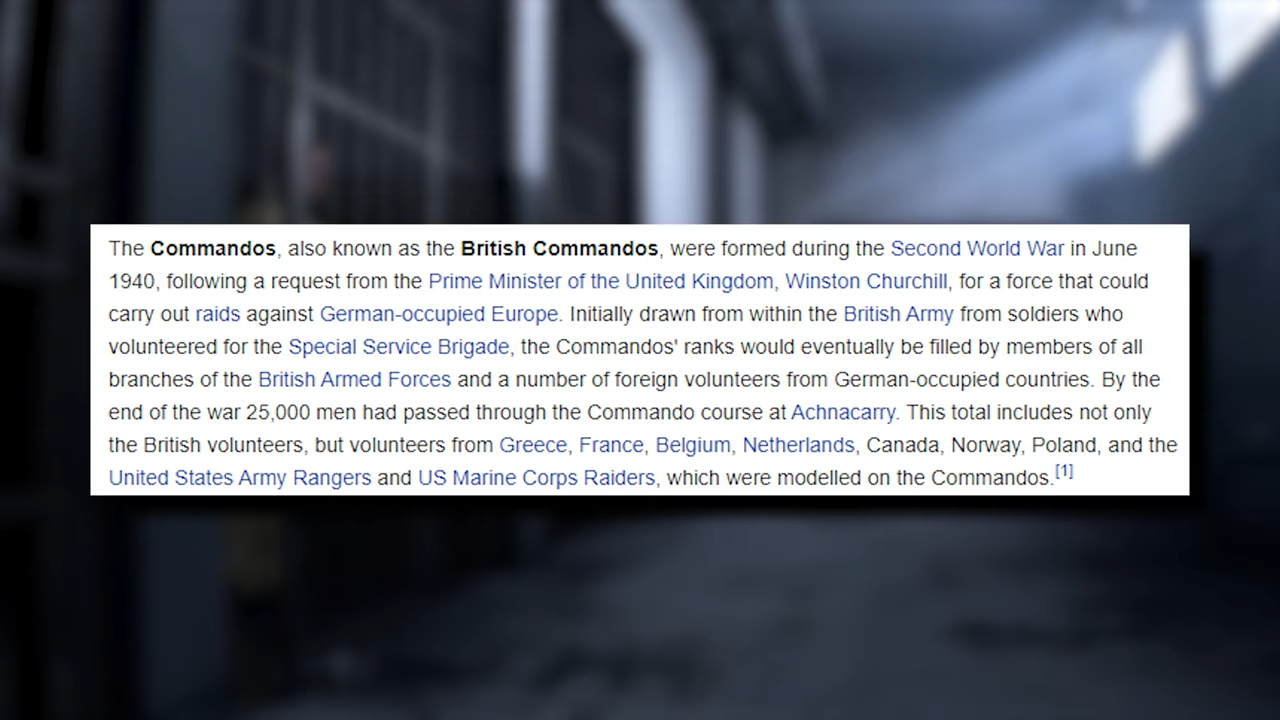 The Commandos, also known as the British Commandos, were formed during the Second World War in June
1940, following a request from the Prime Minister of the United Kingdom, Winston Churchill, for a force that could
carry out raids against German-occupied Europe. Initially drawn from within the British Army from soldiers who
volunteered for the Special Service Brigade, the Commandos' ranks would eventually be filled by members of all
branches of the British Armed Forces and a number of foreign volunteers from German-occupied countries. By the
end of the war 25,000 men had passed through the Commando course at Achnacarry. This total includes not only
the British volunteers, but volunteers from Greece, France, Belgium, Netherlands, Canada, Norway, Poland, and the
United States Army Rangers and US Marine Corps Raiders, which were modelled on the Commandos.[1]